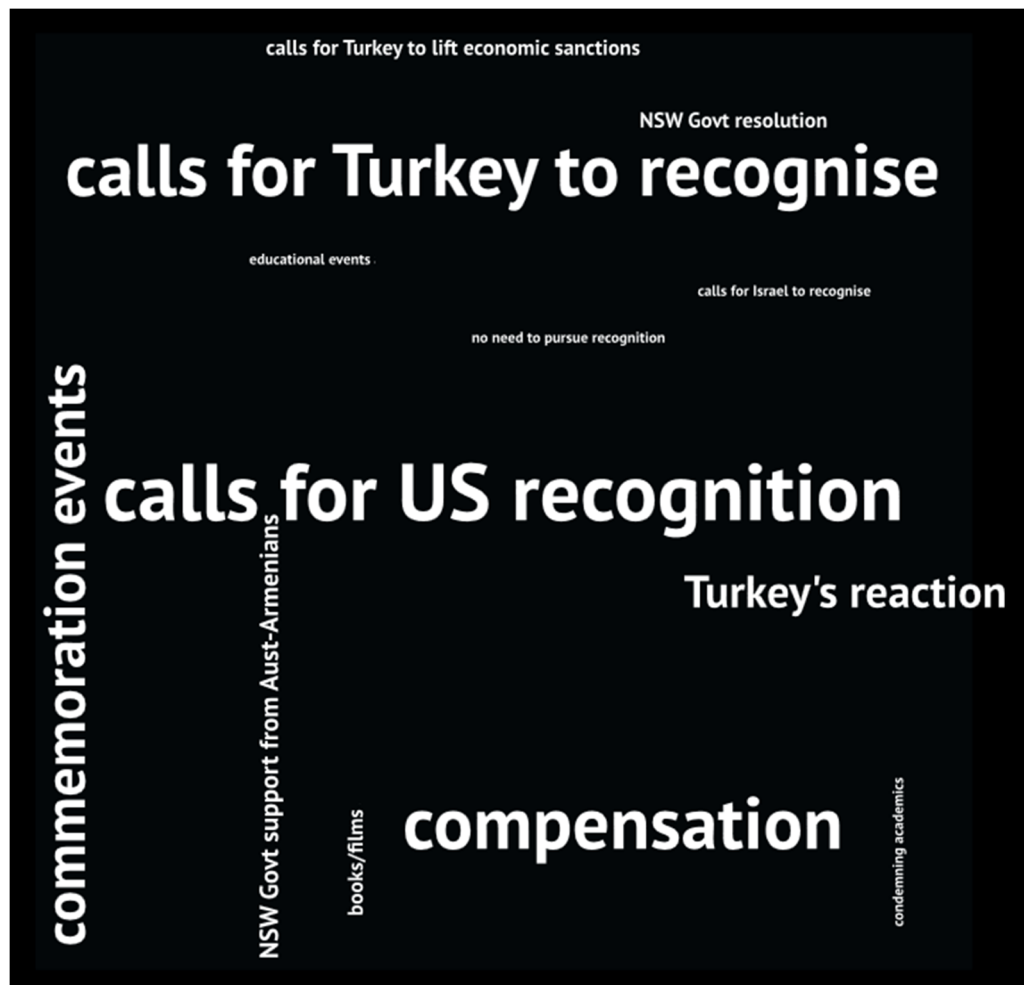 calls for Turkey to lift economic sanctions
NSW Govt resolution
calls for Turkey to recognise
educational events
calls for Israel to recognise
no need to pursue recognition
commemoration events
calls for US recognition
NSW Govt support from Aust-Armenians
Turkey's reaction
books/films
compensation
condemning academics